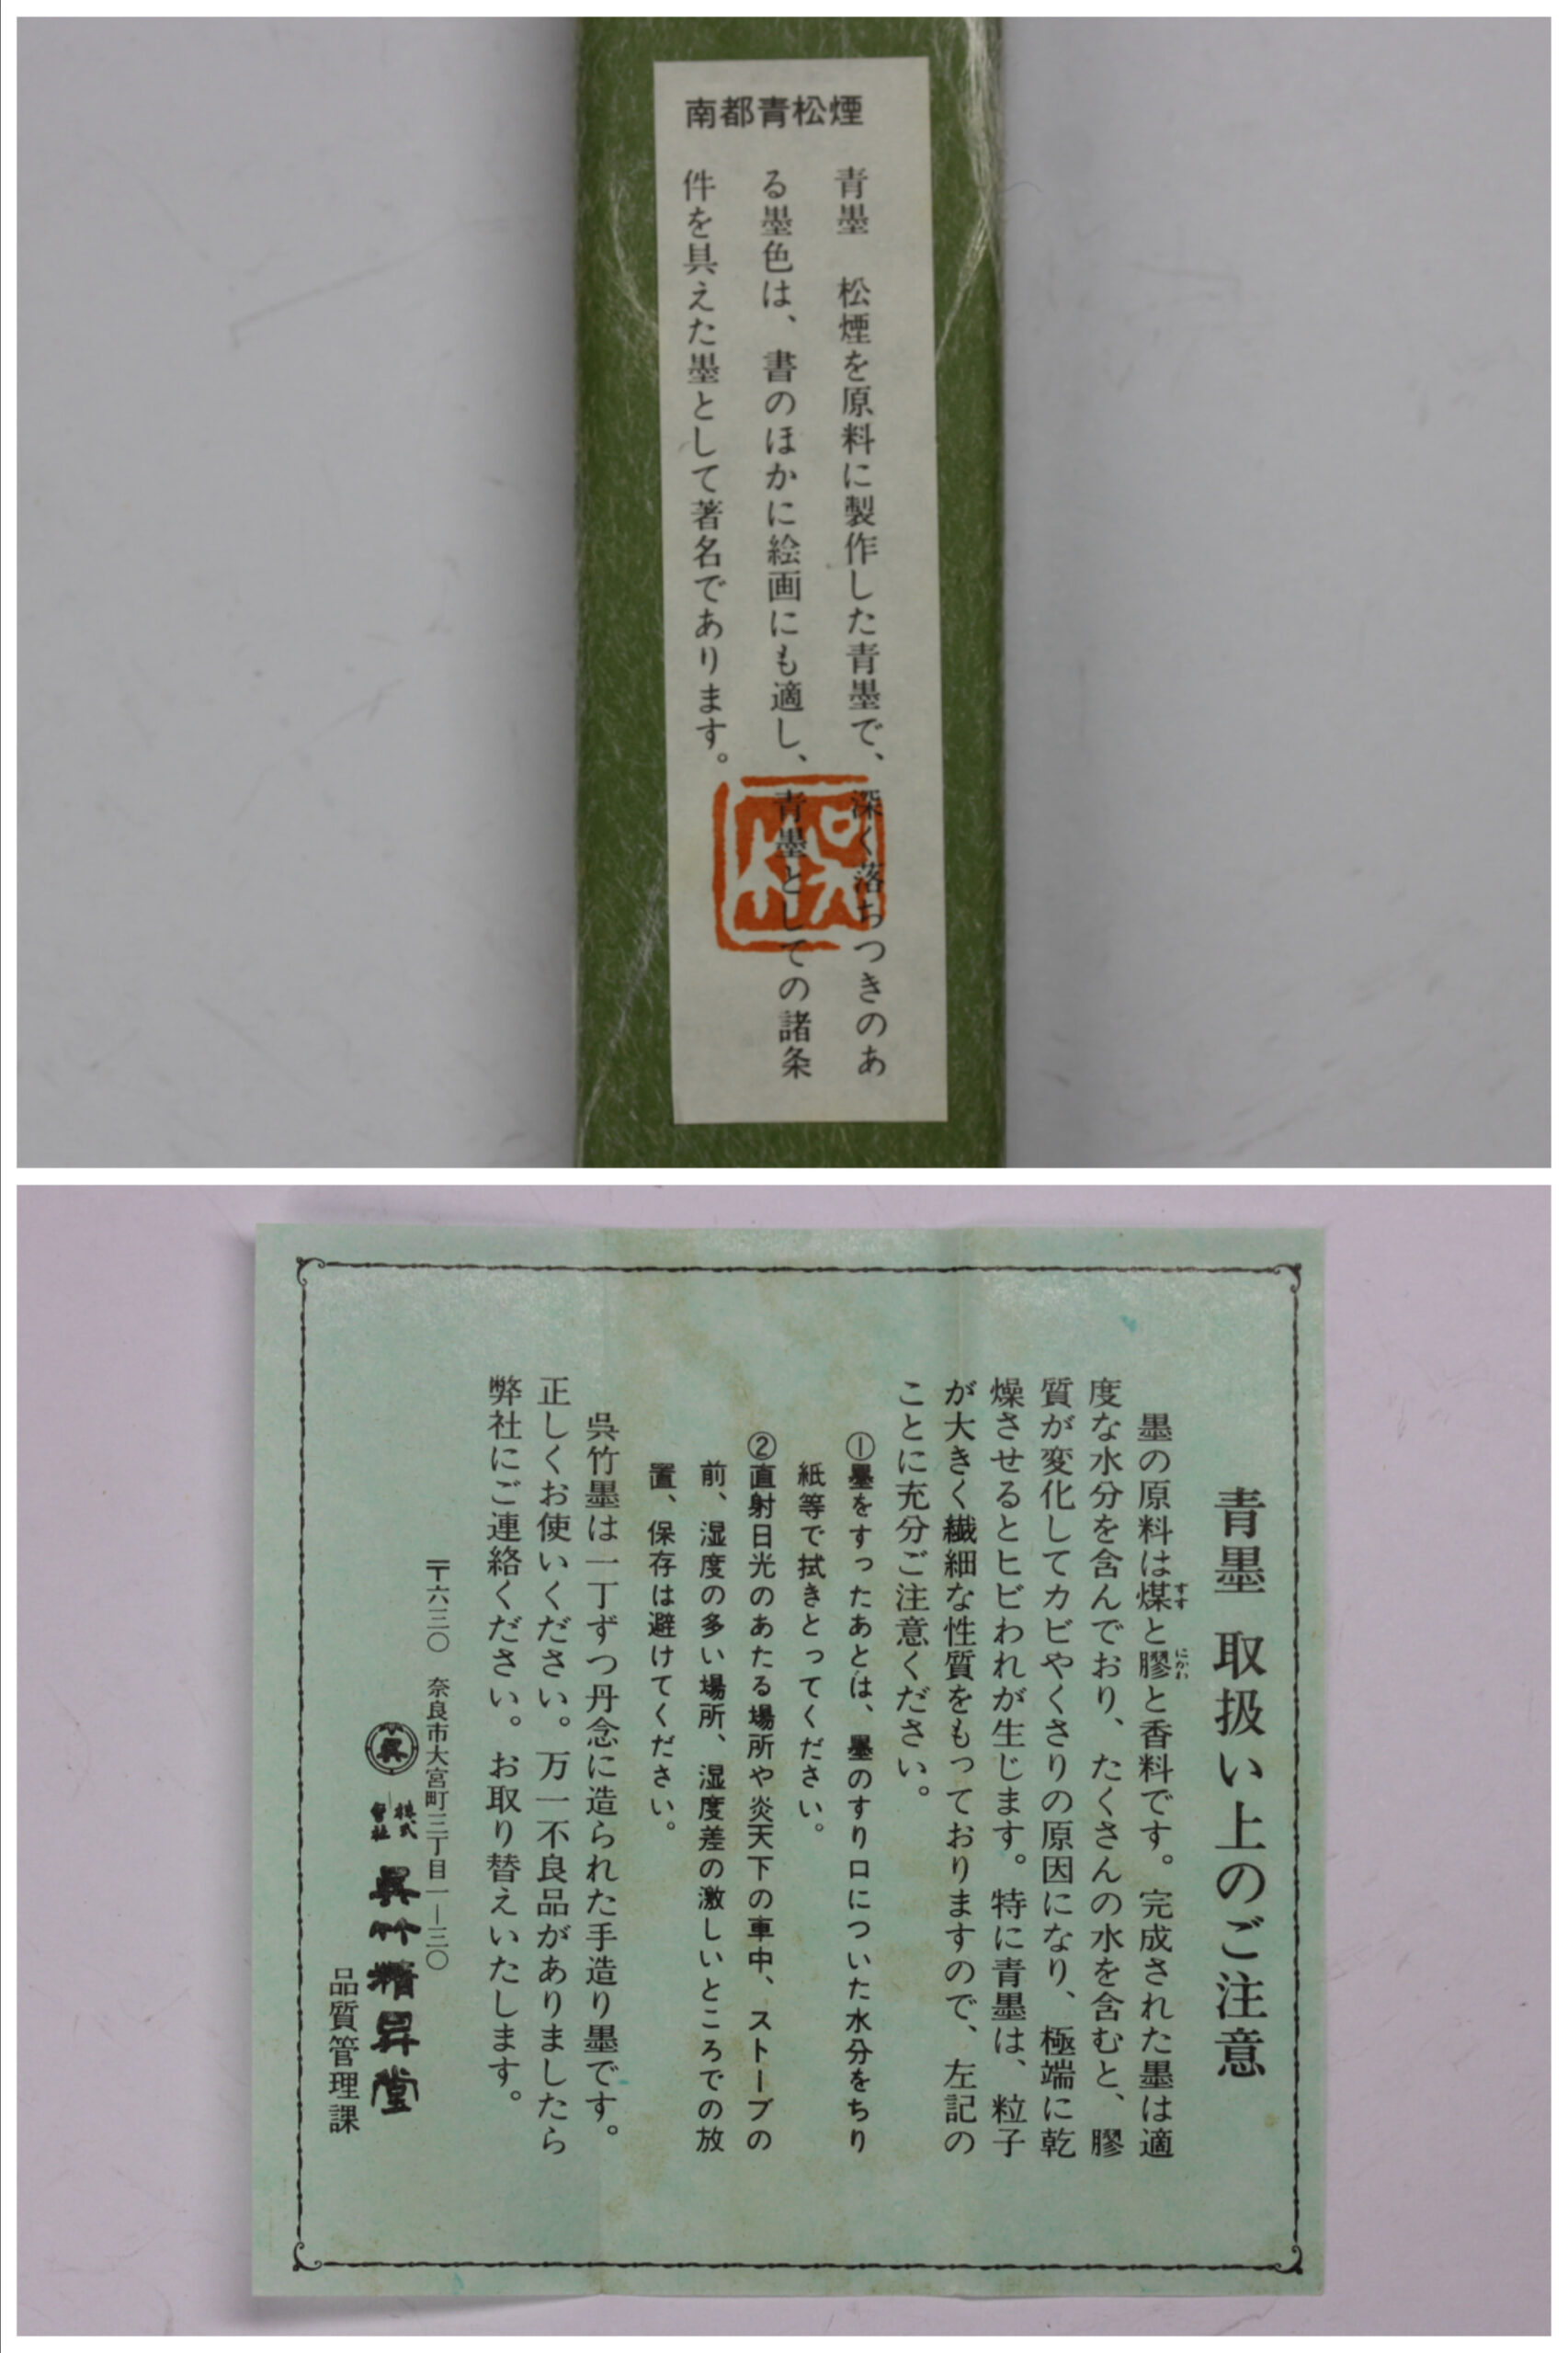 南都青松煙
青墨　松煙を原料に製作した青墨で、深く落ちつきのあ
る墨色は、書のほかに絵画にも適し、青墨としての諸条
件を具えた墨として著名であります。
青墨 取扱い上のご注意
墨の原料は煤と膠と香料です。完成された墨は適
すす
にかわ
度な水分を含んでおり、たくさんの水を含むと、膠
質が変化してカビやくさりの原因になり、極端に乾
燥させるとヒビわれが生じます。特に青墨は、粒子
が大きく繊細な性質をもっておりますので、左記の
ことに充分ご注意ください。
①墨をすったあとは、墨のすり口についた水分をちり
紙等で拭きとってください。
②直射日光のあたる場所や炎天下の車中、ストーブの
前、湿度の多い場所、湿度差の激しいところでの放
置、保存は避けてください。
呉竹墨は一丁ずつ丹念に造られた手造り墨です。
正しくお使いください。万一不良品がありましたら
弊社にご連絡ください。お取り替えいたします。
〒六三〇　奈良市大宮町三丁目一―三〇
呉 株式會社 呉竹精昇堂
品質管理課